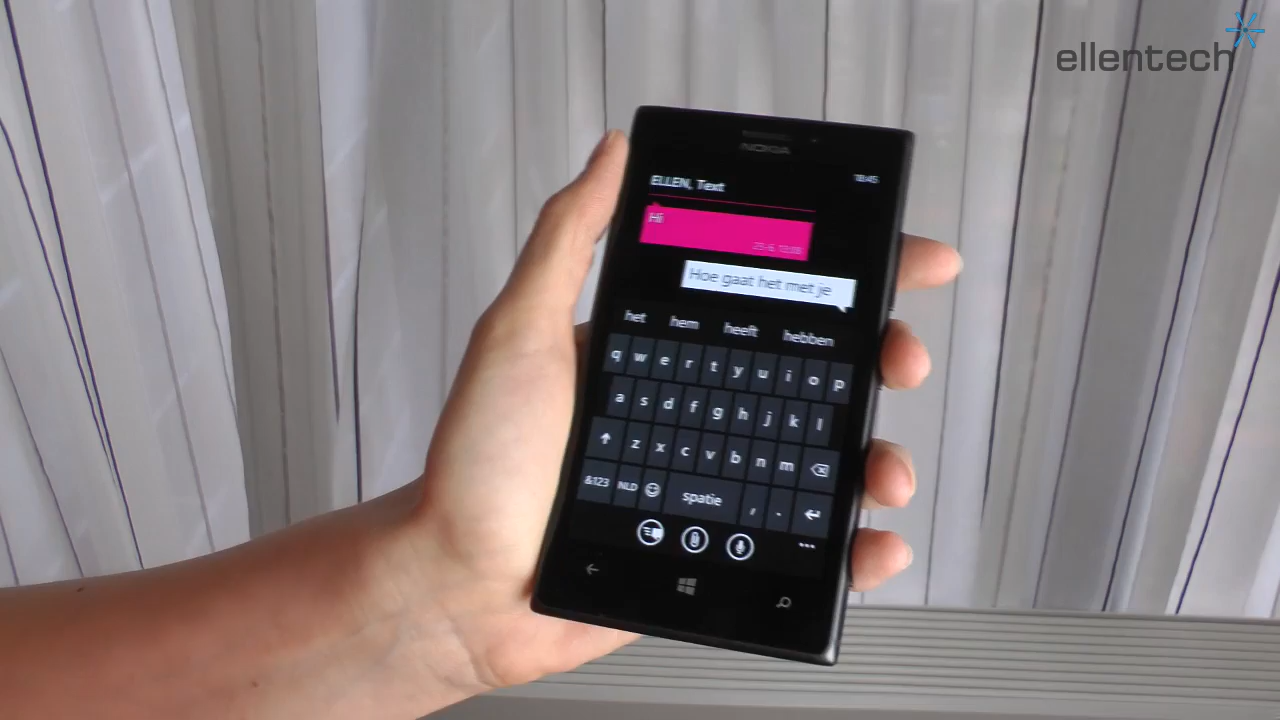 ellentech
NOKIA
18:45
ELLEN, Text
Hi
Hoe gaat het met je
het hem heeft hebben
q w e r t y u i o p
a s d f g h j k l
z x c v b n m
&123 NLD spatie , .